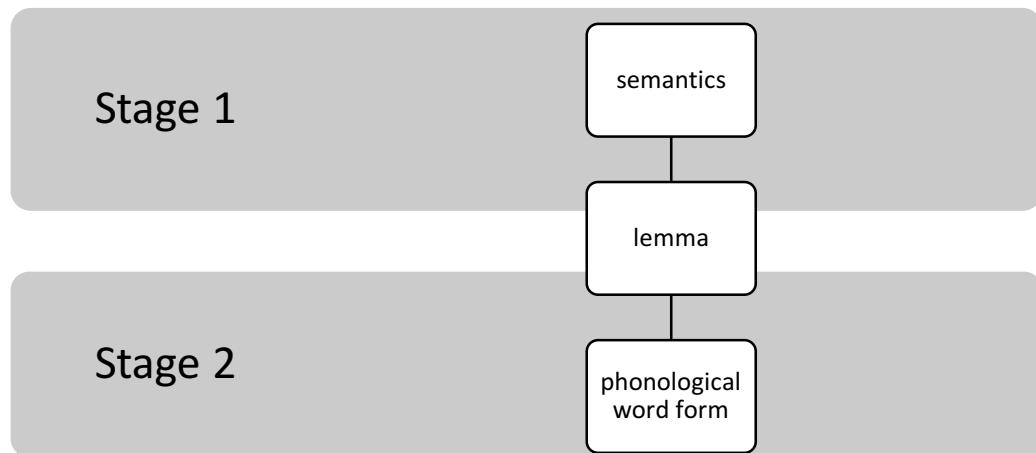 semantics
Stage 1
lemma
Stage 2
phonological
word form